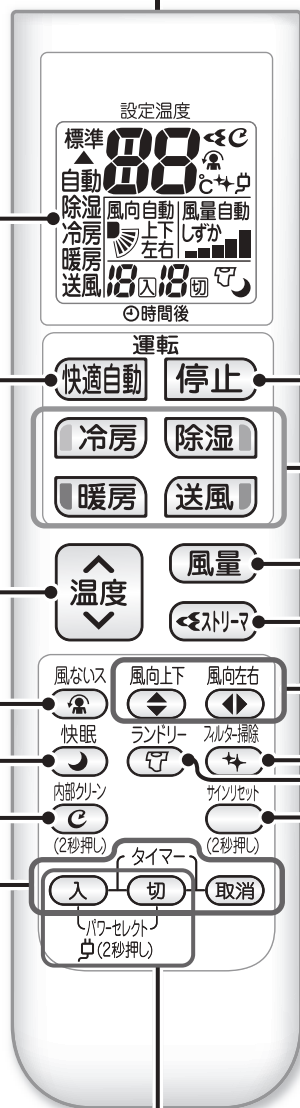 設定温度
標準 88
自動 ℃
除湿 風向 自動 風量 自動
冷房 上下 しずか
暖房 左右
送風 18 入 18 切
時間後
運転
快適自動 停止
冷房 除湿
暖房 送風
温度 風量
ストリーマ
風ないス 風向上下 風向左右
快眠 ランドリー フィルター掃除
内部クリーン サインリセット
(2秒押し) (2秒押し)
タイマー
入 切 取消
パワーセレクト
(2秒押し)